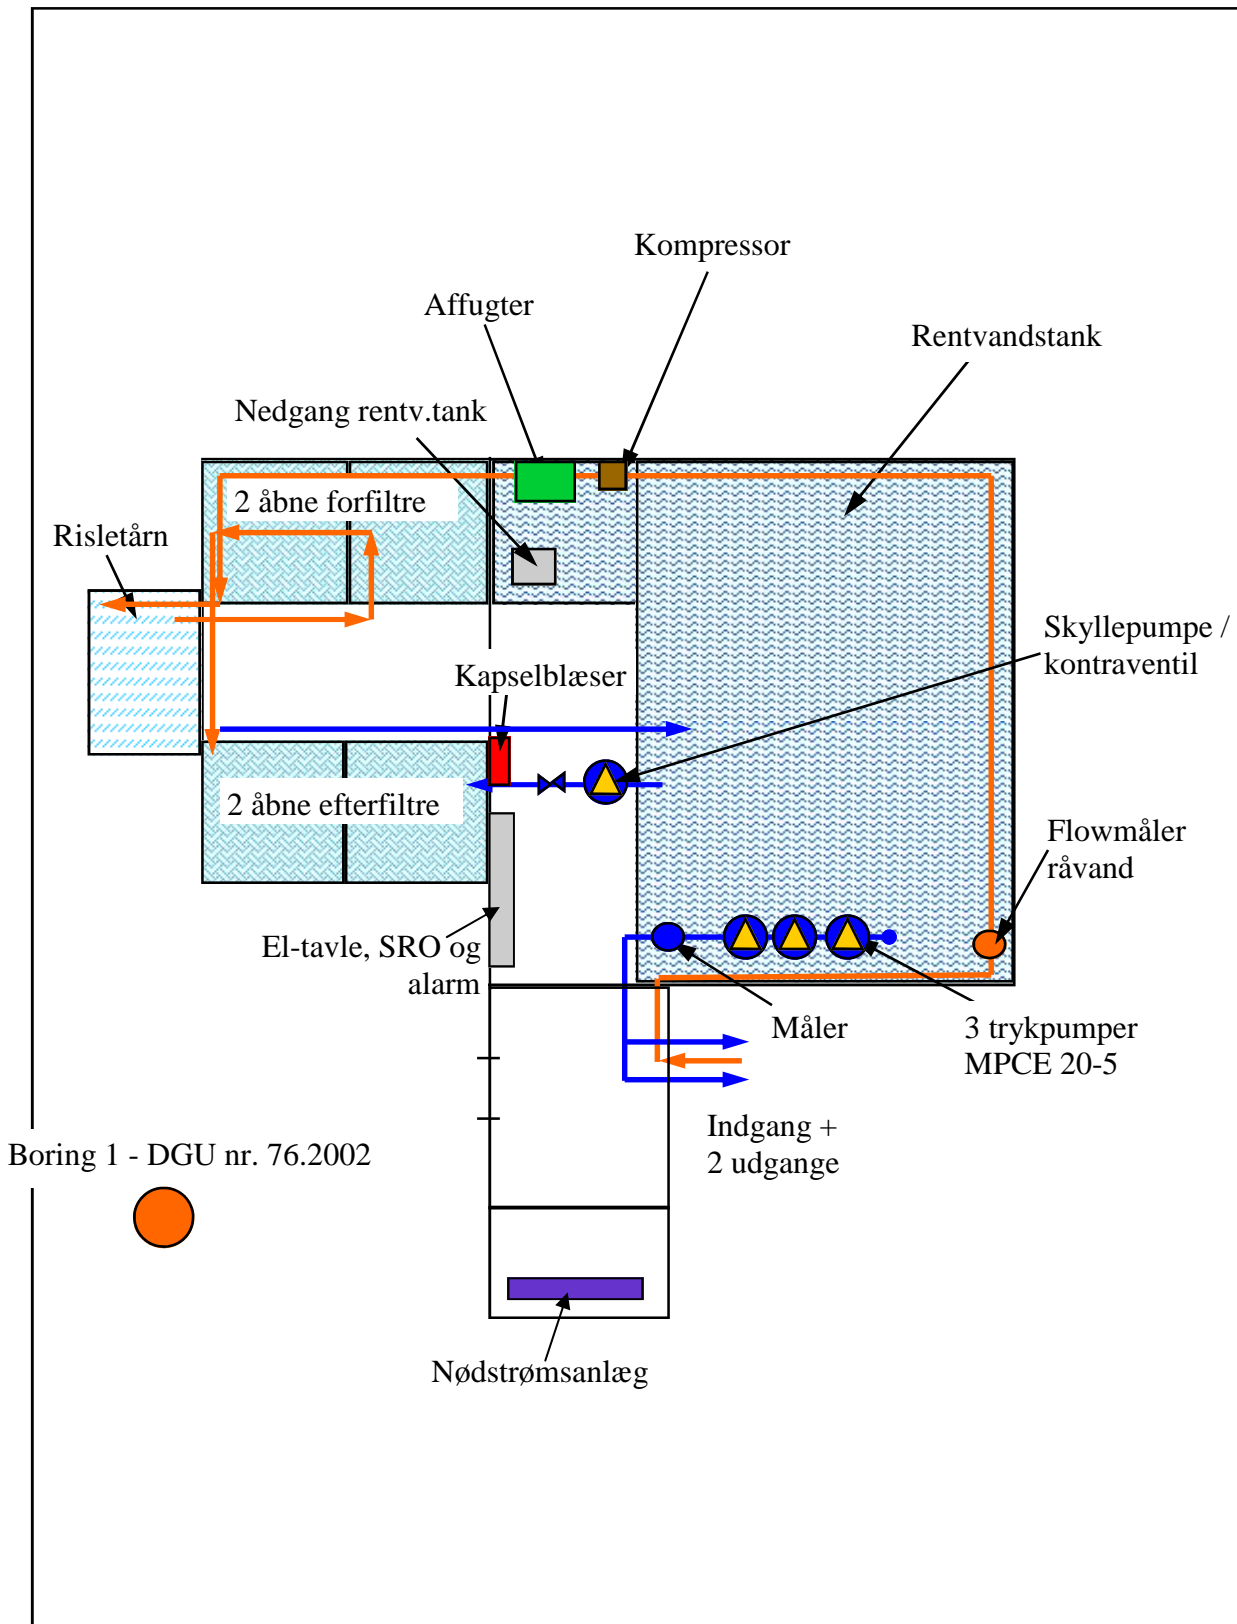 Kompressor
Affugter
Rentvandstank
Nedgang rentv.tank
2 åbne forfiltre
Risletårn
Skyllepumpe /
kontraventil
Kapselblæser
2 åbne efterfiltre
Flowmåler
råvand
El-tavle, SRO og
alarm
Måler
3 trykpumper
MPCE 20-5
Indgang +
2 udgange
Boring 1 - DGU nr. 76.2002
Nødstrømsanlæg